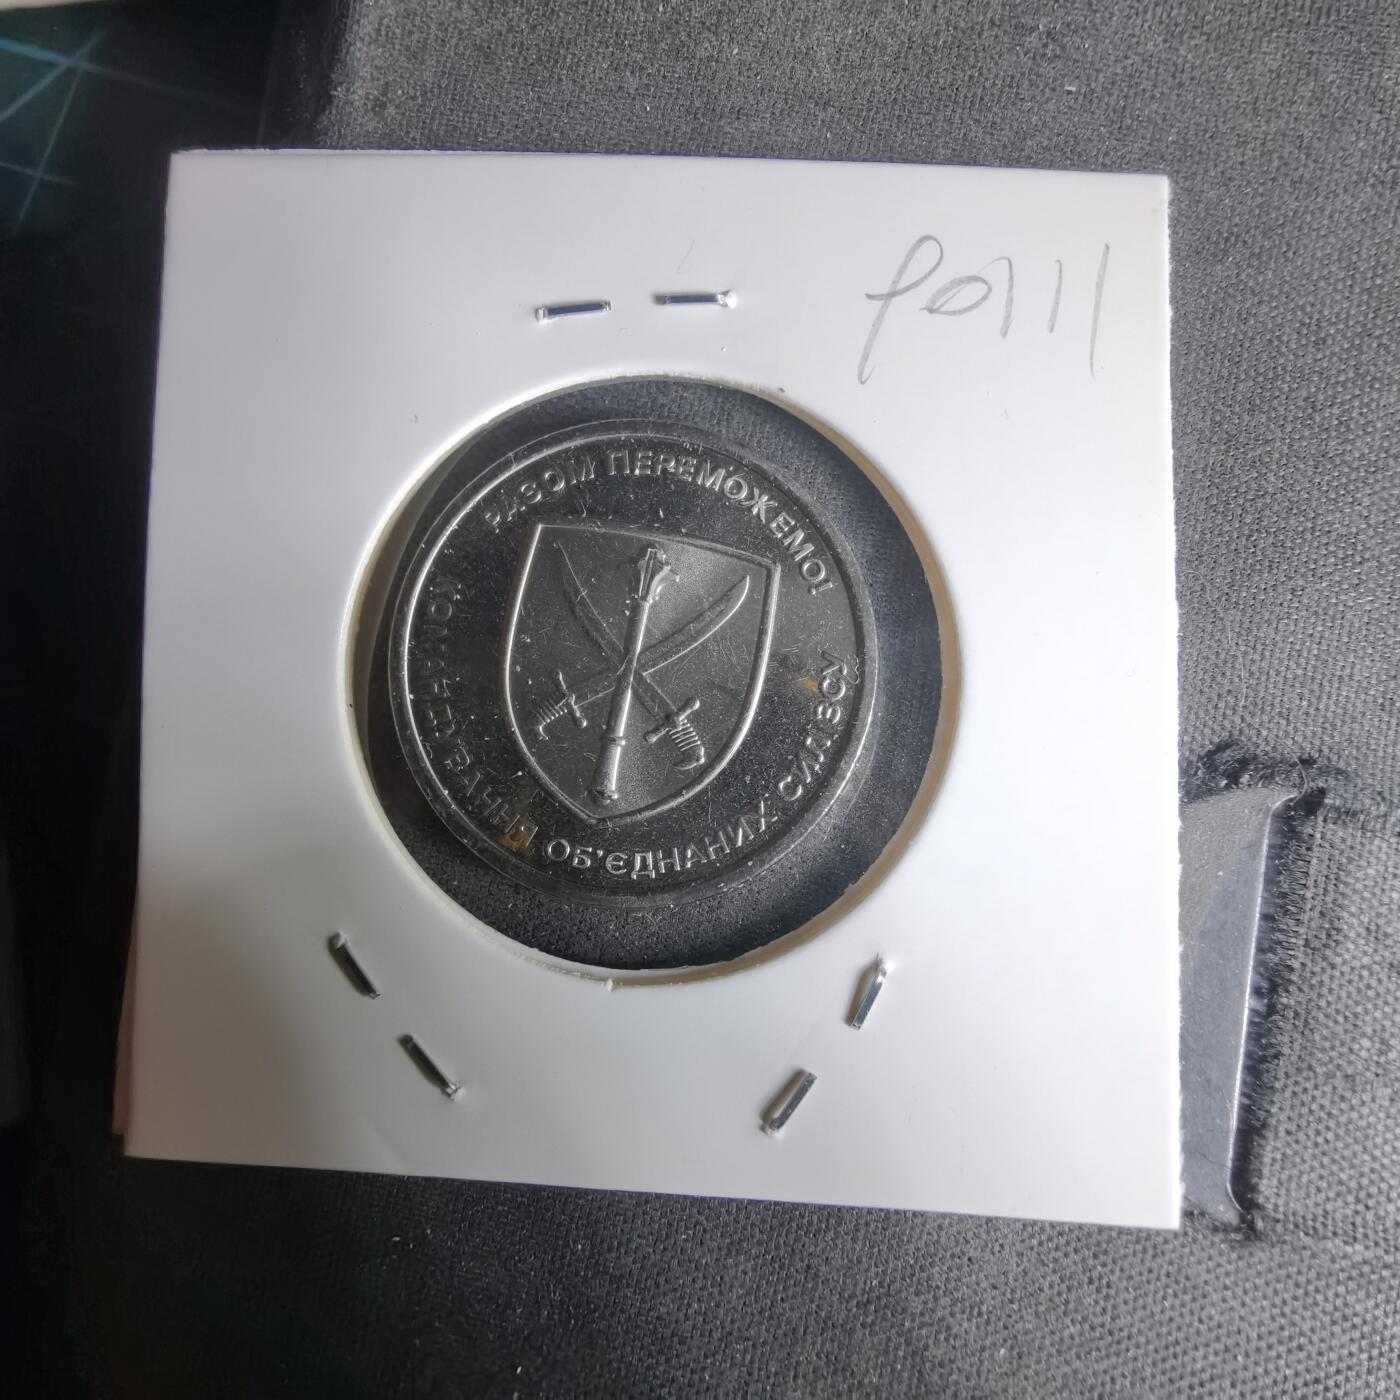 РАЗОМ ПЕРЕМОЖЕМО!
КОМАНДУВАННЯ ОБ'ЄДНАНИХ СИЛ ЗСУ